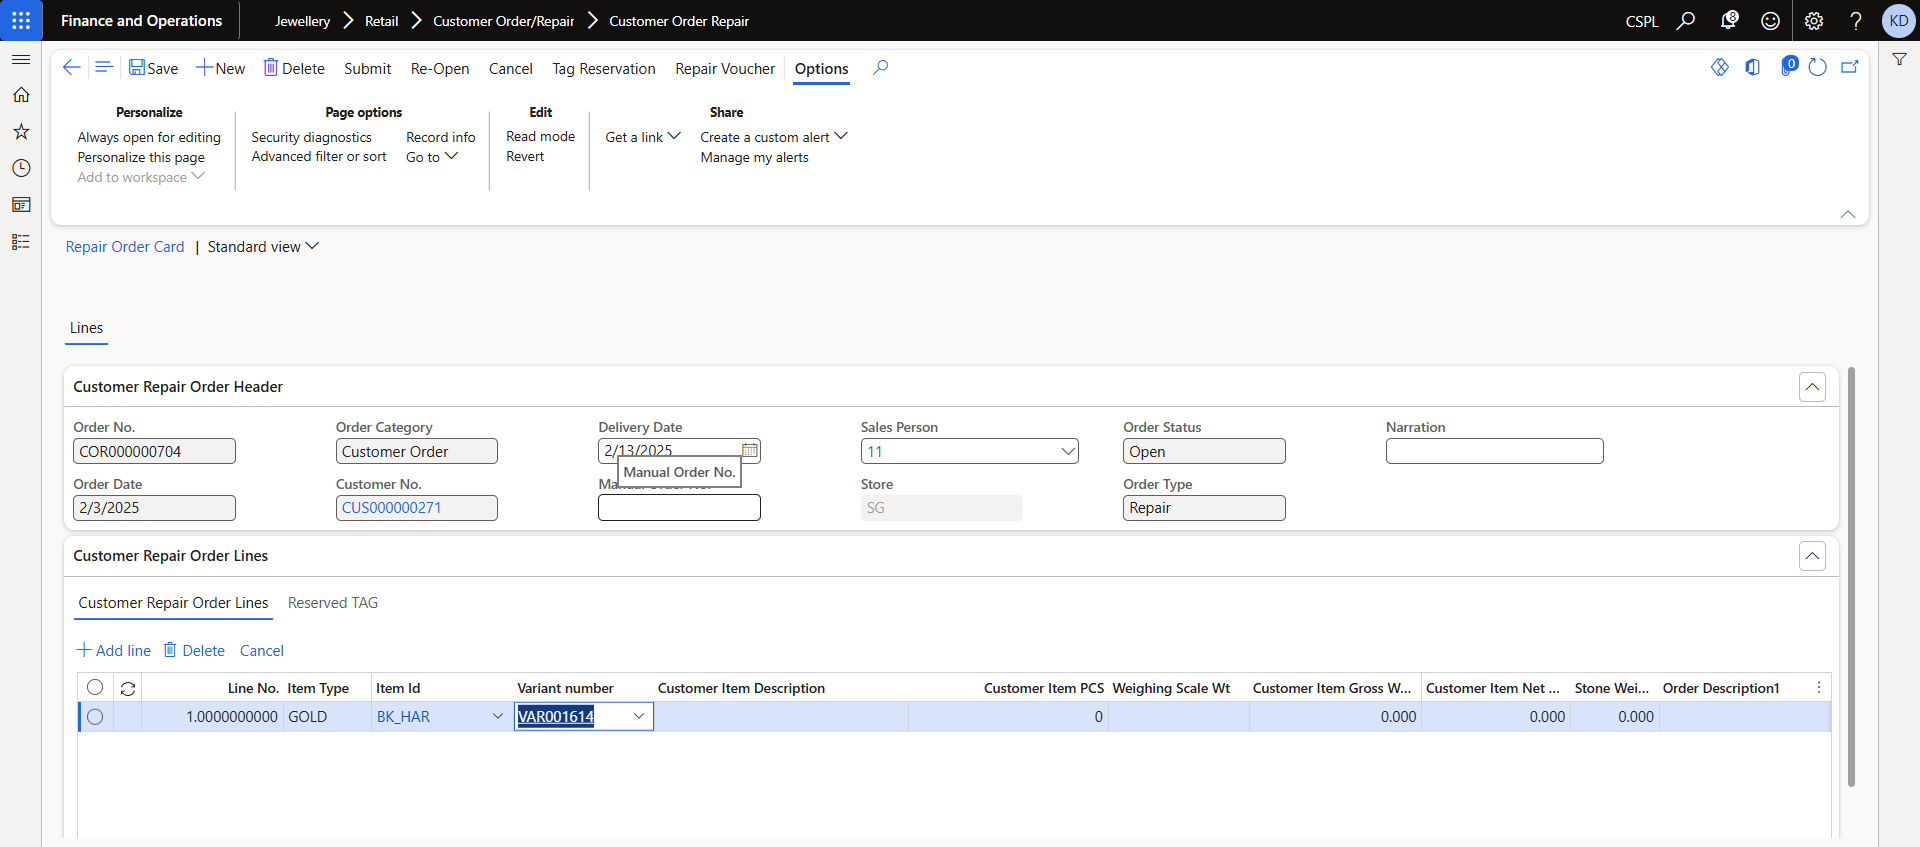 Finance and Operations
Jewellery > Retail > Customer Order/Repair > Customer Order Repair
CSPL
8
?
KD
Save
New
Delete
Submit
Re-Open
Cancel
Tag Reservation
Repair Voucher
Options
0
Personalize
Always open for editing
Personalize this page
Add to workspace
Page options
Security diagnostics
Advanced filter or sort
Record info
Go to
Edit
Read mode
Revert
Get a link
Share
Create a custom alert
Manage my alerts
Repair Order Card | Standard view
Lines
Customer Repair Order Header
Order No. Order Category Delivery Date Sales Person Order Status Narration
COR000000704 Customer Order 2/13/2025 11 Open
Manual Order No.
Order Date Customer No. Store Order Type
2/3/2025 CUS000000271 SG Repair
Customer Repair Order Lines
Customer Repair Order Lines Reserved TAG
Add line Delete Cancel
Line No. Item Type Item Id Variant number Customer Item Description Customer Item PCS Weighing Scale Wt Customer Item Gross W... Customer Item Net ... Stone Wei... Order Description1
1.0000000000 GOLD BK_HAR VAR001614 0 0.000 0.000 0.000